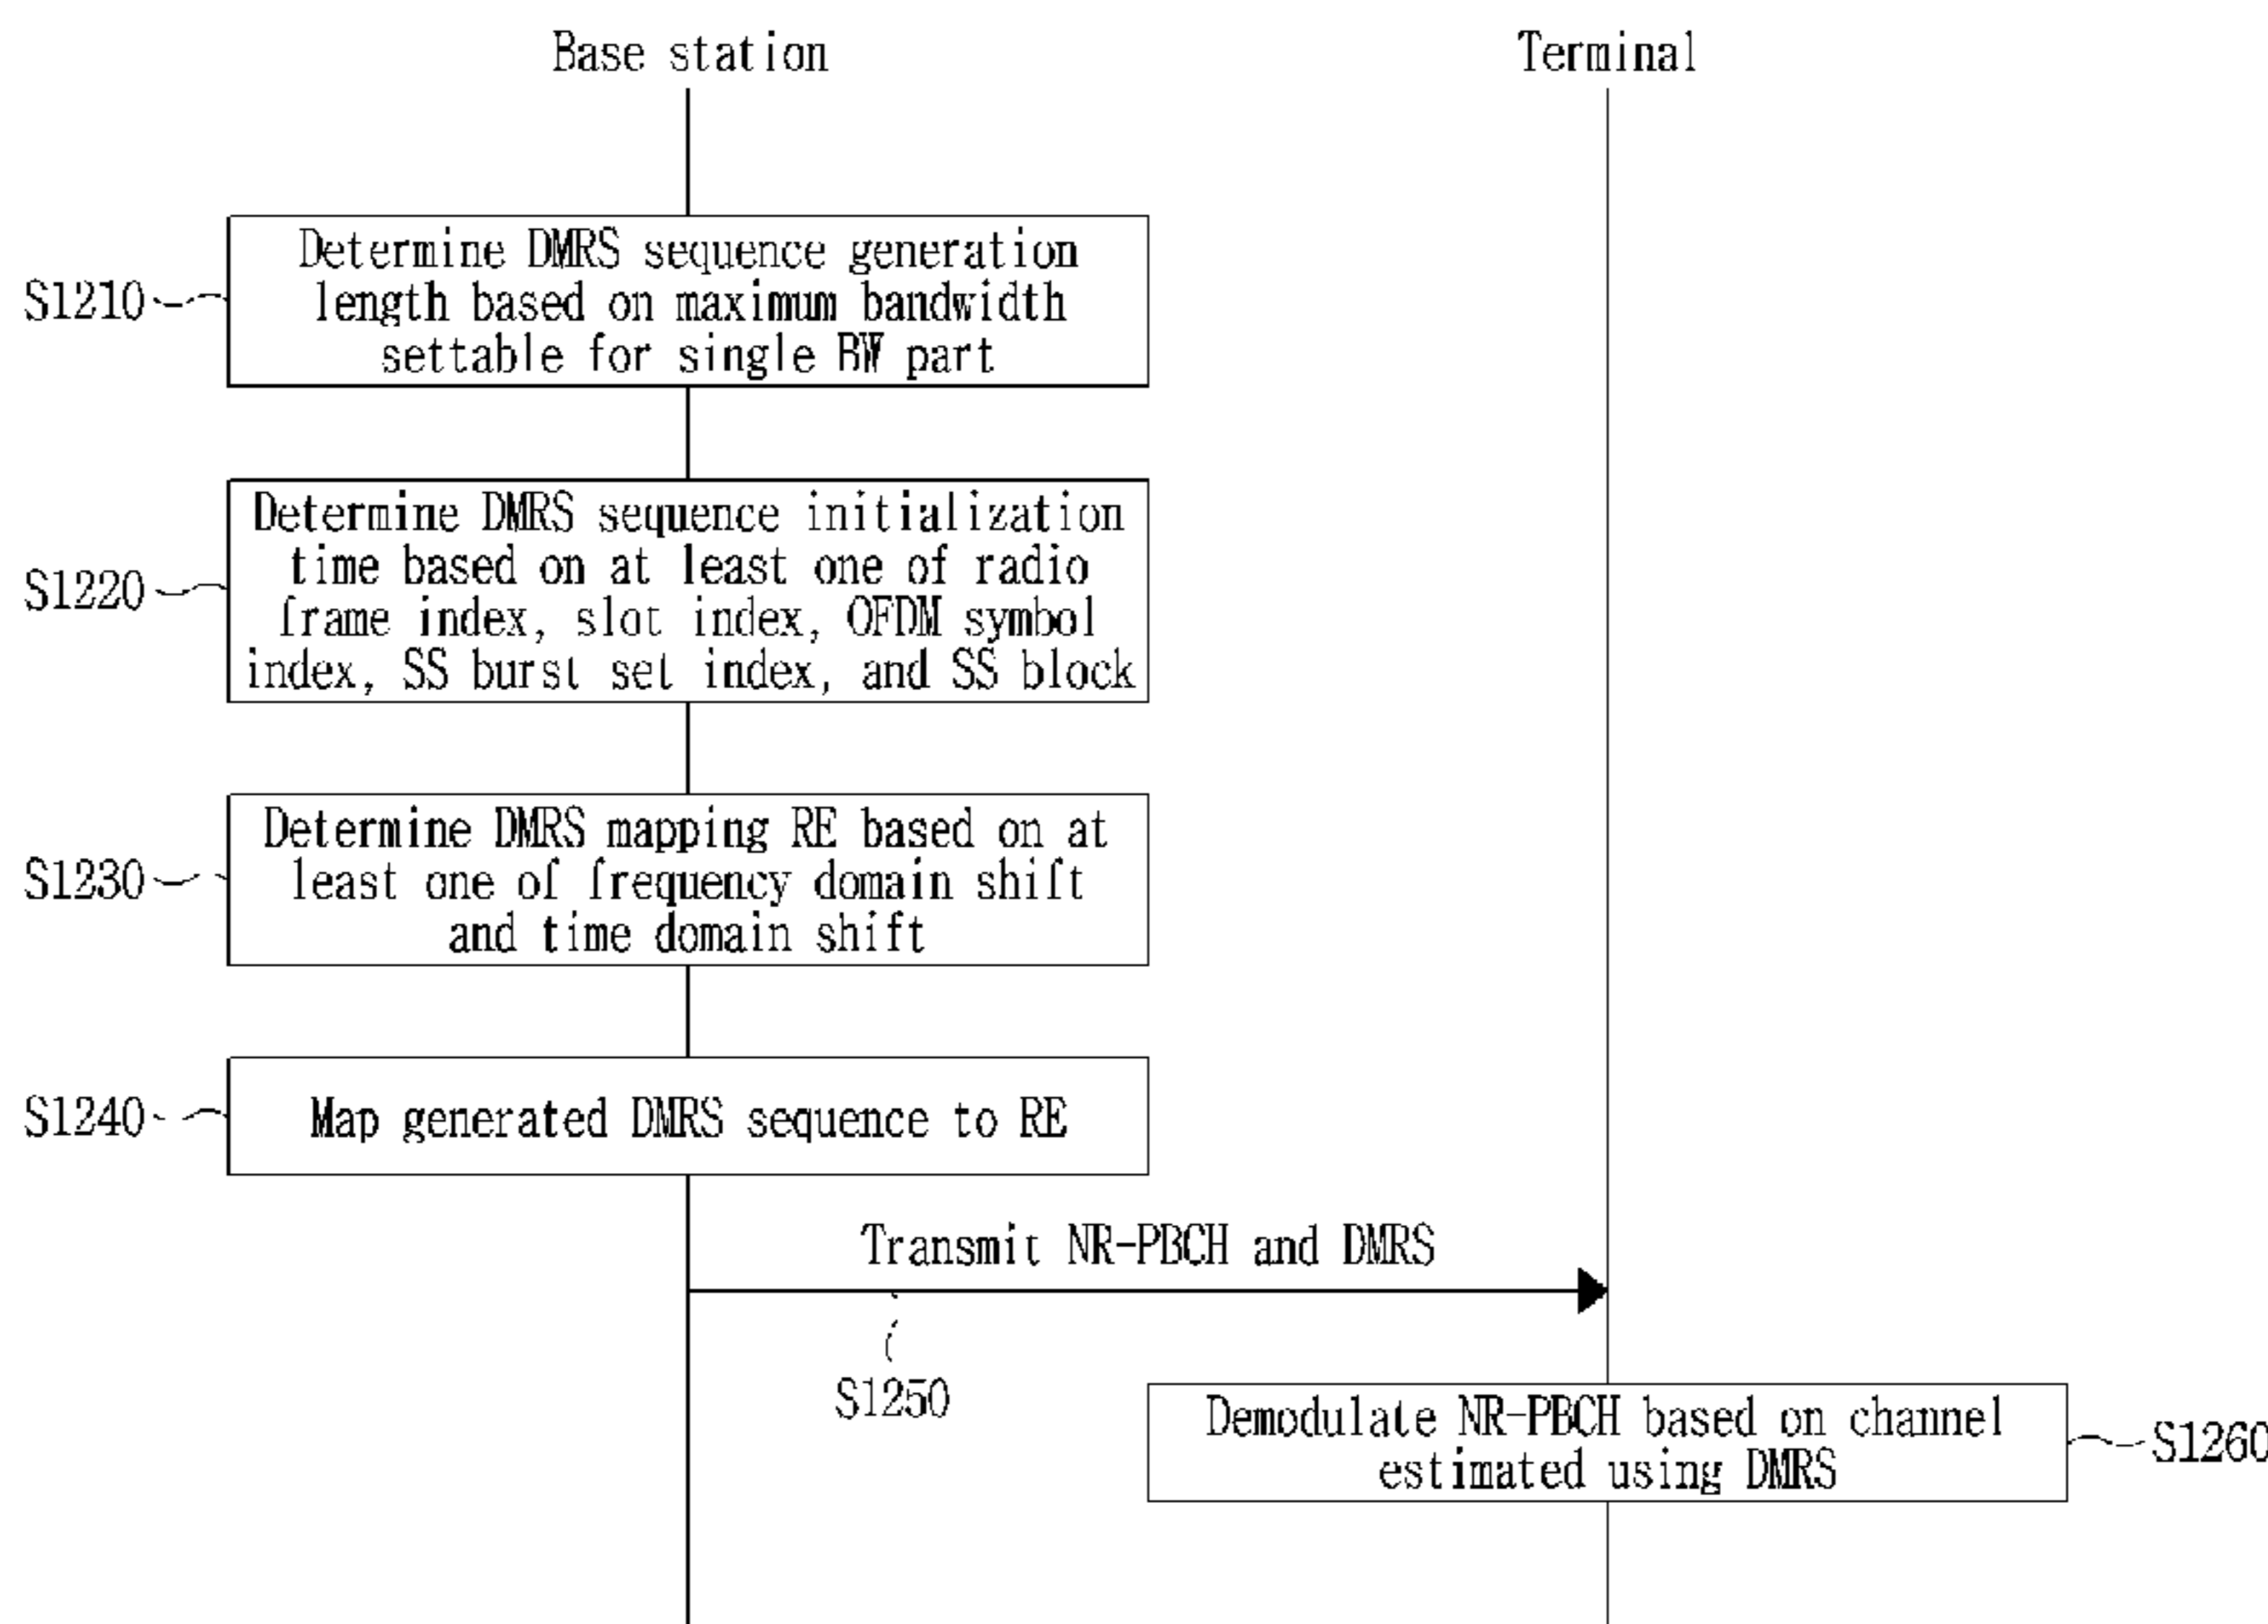 Base station
Terminal
S1210
Determine DMRS sequence generation
length based on maximum bandwidth
settable for single BW part
S1220
Determine DMRS sequence initialization
time based on at least one of radio
frame index, slot index, OFDM symbol
index, SS burst set index, and SS block
S1230
Determine DMRS mapping RE based on at
least one of frequency domain shift
and time domain shift
S1240
Map generated DMRS sequence to RE
Transmit NR-PBCH and DMRS
S1250
Demodulate NR-PBCH based on channel
estimated using DMRS
S1260